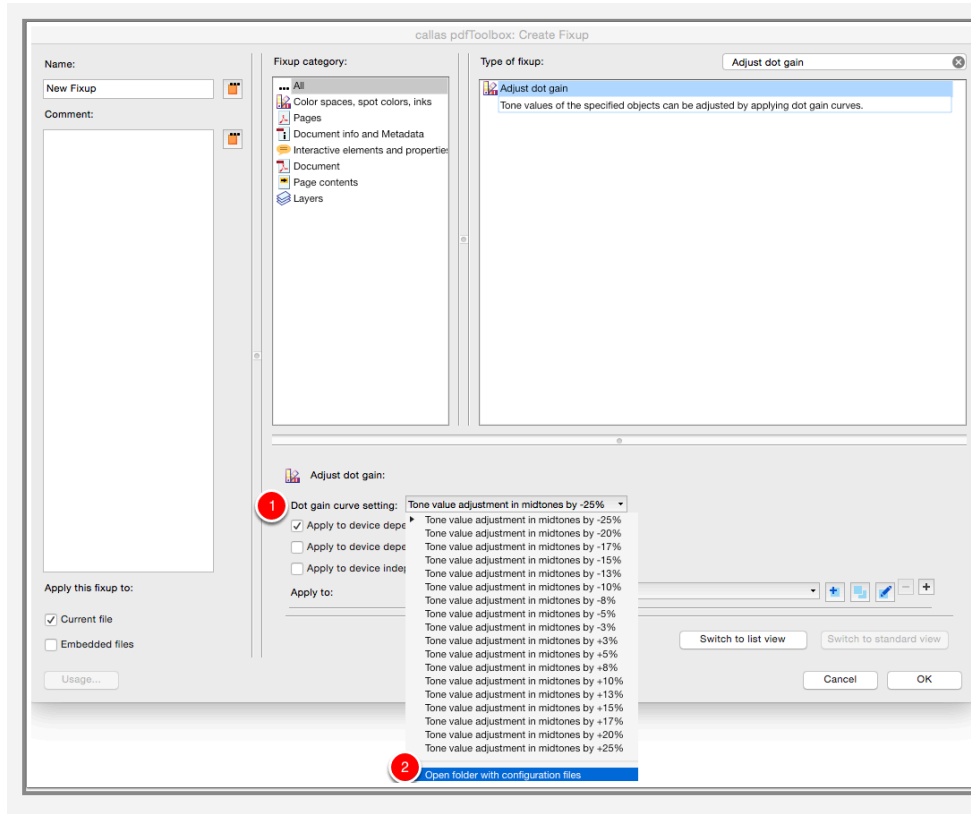 callas pdfToolbox: Create Fixup
Name:
New Fixup
Comment:
Fixup category:
All
Color spaces, spot colors, inks
Pages
Document info and Metadata
Interactive elements and properties
Document
Page contents
Layers
Type of fixup:
Adjust dot gain
Adjust dot gain
Tone values of the specified objects can be adjusted by applying dot gain curves.
Adjust dot gain:
1
Dot gain curve setting:
Tone value adjustment in midtones by -25%
Apply to device depe
Apply to device depe
Apply to device indep
Apply to:
Tone value adjustment in midtones by -25%
Tone value adjustment in midtones by -20%
Tone value adjustment in midtones by -17%
Tone value adjustment in midtones by -15%
Tone value adjustment in midtones by -13%
Tone value adjustment in midtones by -10%
Tone value adjustment in midtones by -8%
Tone value adjustment in midtones by -5%
Tone value adjustment in midtones by -3%
Tone value adjustment in midtones by +3%
Tone value adjustment in midtones by +5%
Tone value adjustment in midtones by +8%
Tone value adjustment in midtones by +10%
Tone value adjustment in midtones by +13%
Tone value adjustment in midtones by +15%
Tone value adjustment in midtones by +17%
Tone value adjustment in midtones by +20%
Tone value adjustment in midtones by +25%
2
Open folder with configuration files
Apply this fixup to:
Current file
Embedded files
Usage...
Switch to list view
Switch to standard view
Cancel
OK